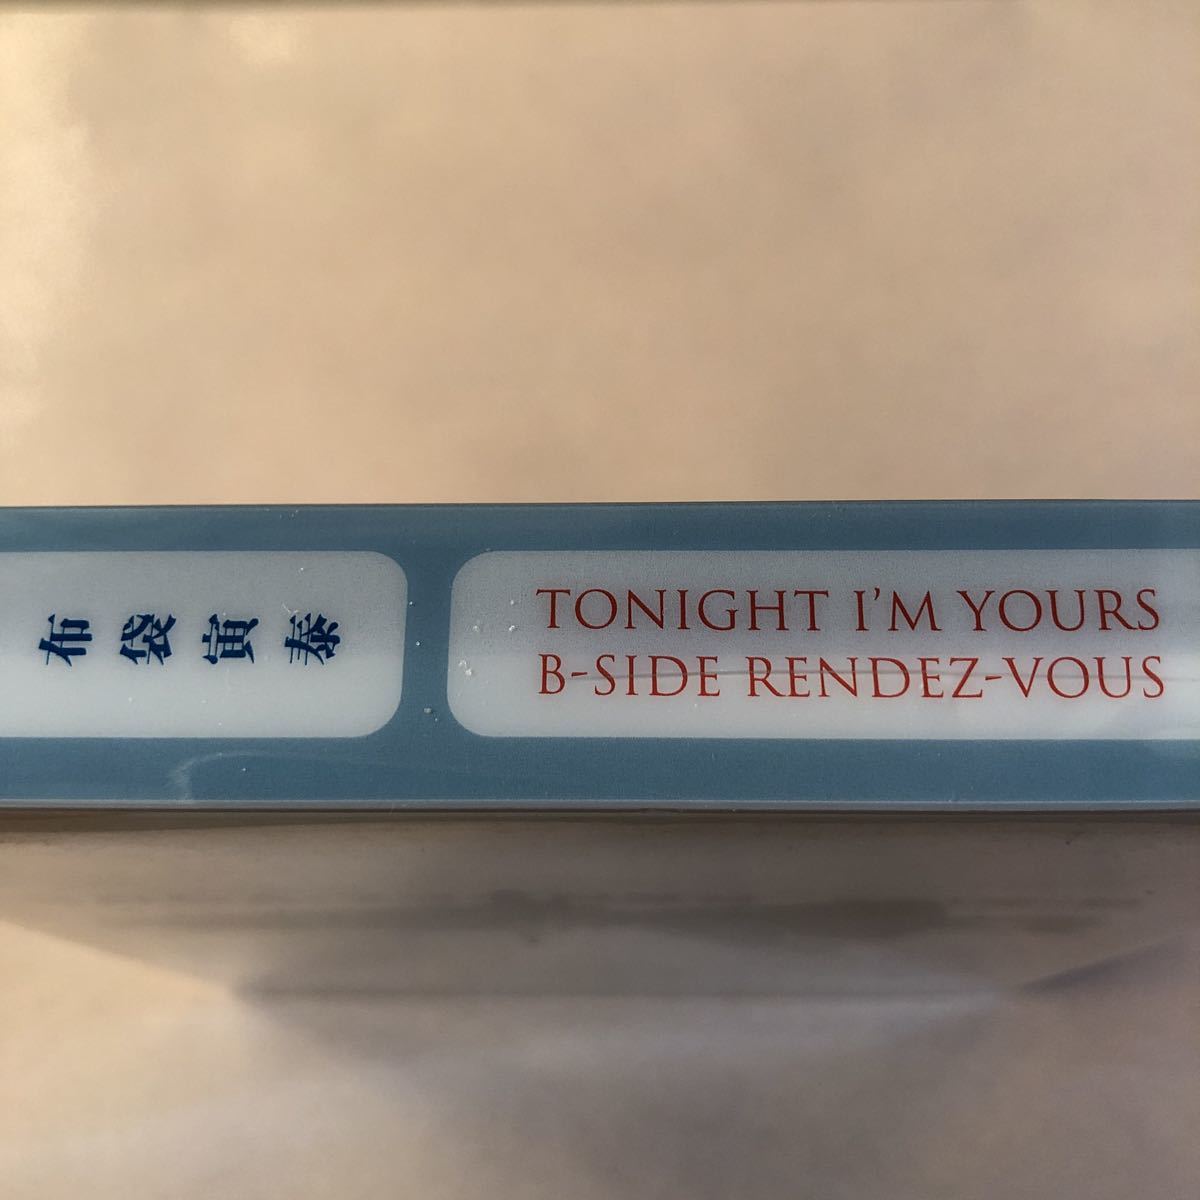 布袋寅泰
TONIGHT I'M YOURS
B-SIDE RENDEZ-VOUS